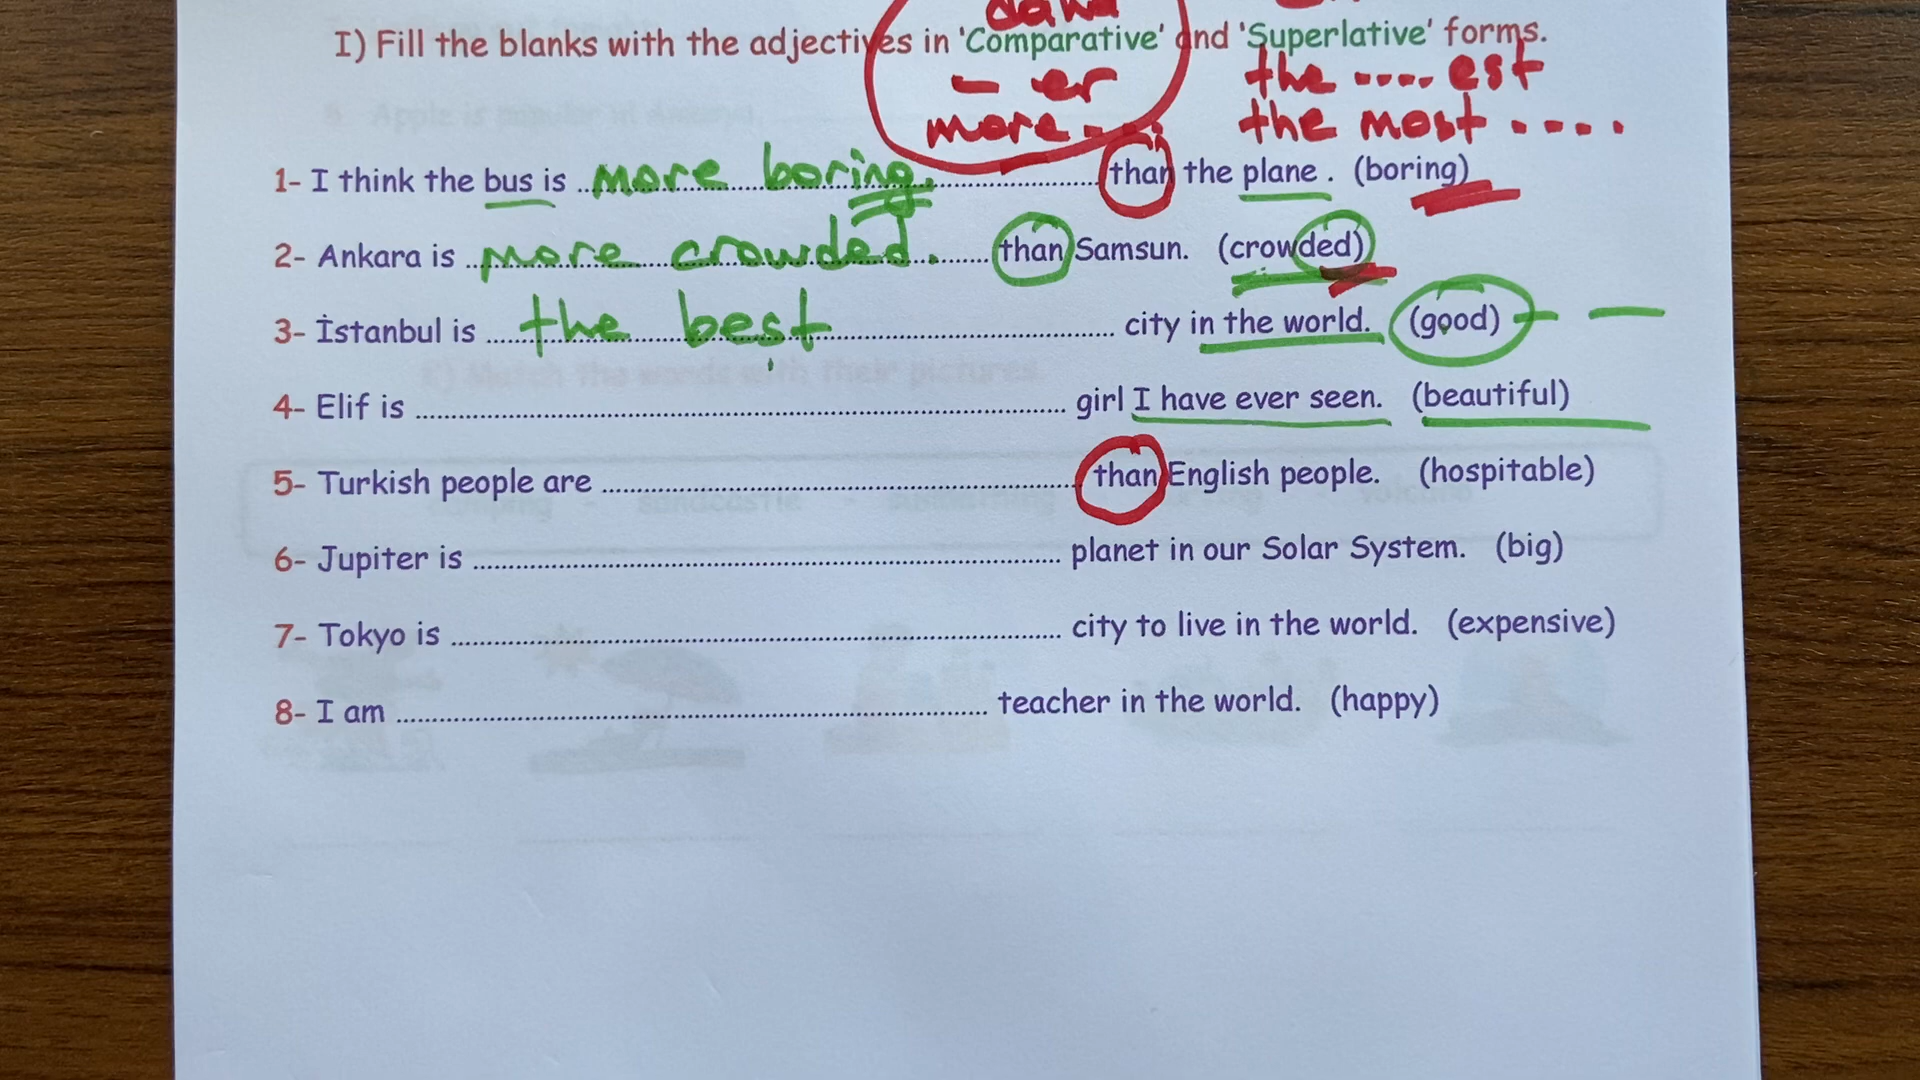 daha
I) Fill the blanks with the adjectives in 'Comparative' and 'Superlative' forms.
- er the .... est
more .... the most ....
1- I think the bus is more boring. than the plane . (boring)
2- Ankara is more crowded. than Samsun. (crowded)
3- İstanbul is the best city in the world. (good)
4- Elif is girl I have ever seen. (beautiful)
5- Turkish people are than English people. (hospitable)
6- Jupiter is planet in our Solar System. (big)
7- Tokyo is city to live in the world. (expensive)
8- I am teacher in the world. (happy)